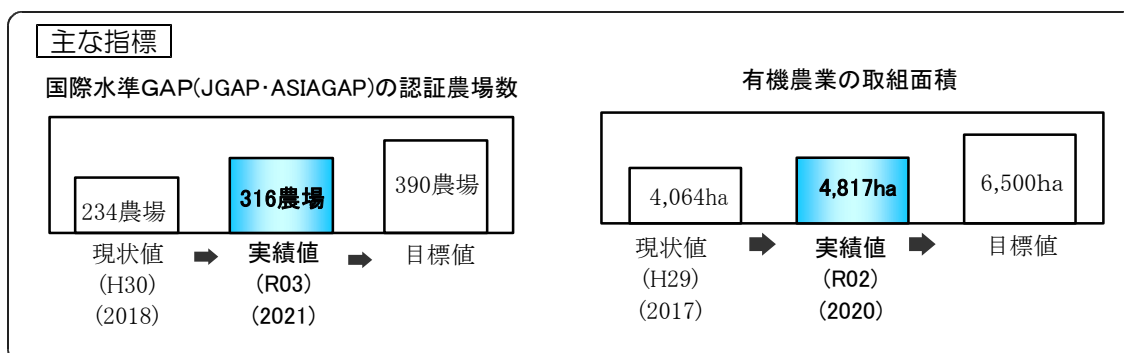 主な指標
国際水準GAP(JGAP・ASIAGAP)の認証農場数
234農場
316農場
390農場
現状値
(H30)
(2018)
➡
実績値
(R03)
(2021)
➡
目標値
有機農業の取組面積
4,064ha
4,817ha
6,500ha
現状値
(H29)
(2017)
➡
実績値
(R02)
(2020)
➡
目標値